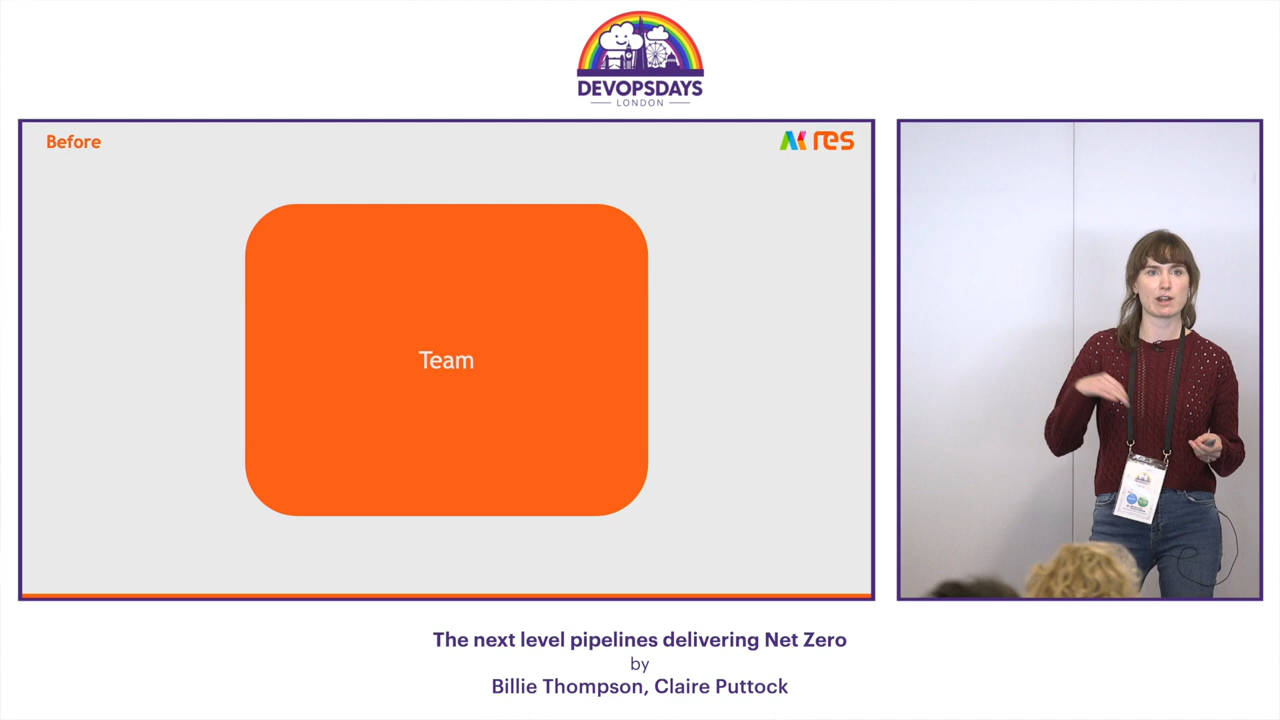 DEVOPSDAYS
LONDON
Before
res
Team
The next level pipelines delivering Net Zero
by
Billie Thompson, Claire Puttock